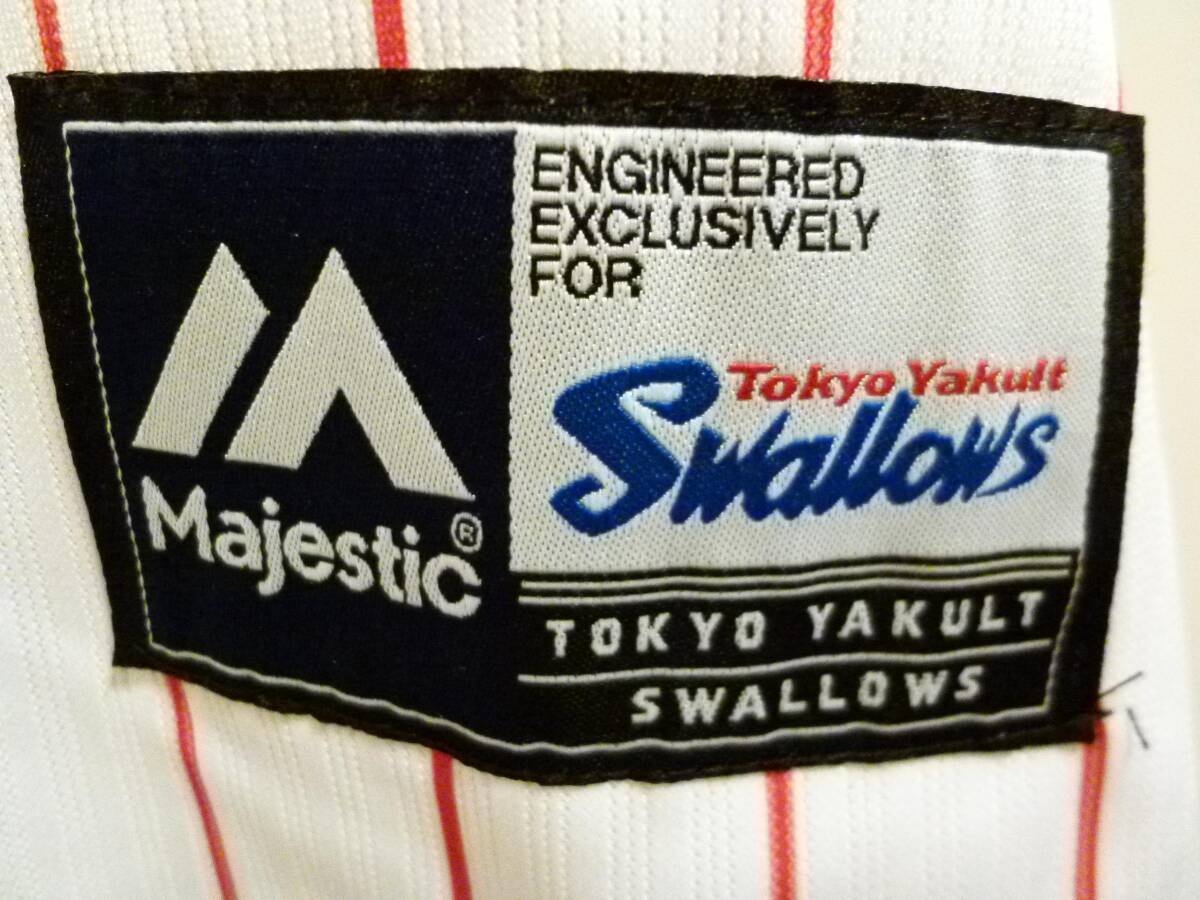 Majestic®
ENGINEERED
EXCLUSIVELY
FOR
Tokyo Yakult
Swallows
TOKYO YAKULT
SWALLOWS